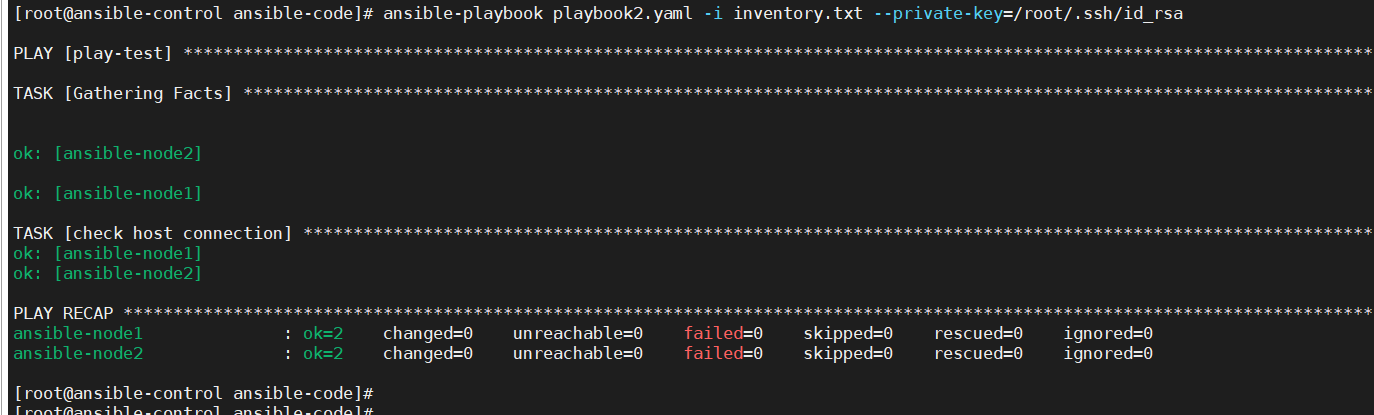 [root@ansible-control ansible-code]# ansible-playbook playbook2.yaml -i inventory.txt --private-key=/root/.ssh/id_rsa
PLAY [play-test] ***********************************************************************************************************************
TASK [Gathering Facts] *****************************************************************************************************************
ok: [ansible-node2]
ok: [ansible-node1]
TASK [check host connection] ***********************************************************************************************************
ok: [ansible-node1]
ok: [ansible-node2]
PLAY RECAP *****************************************************************************************************************************
ansible-node1              : ok=2    changed=0    unreachable=0    failed=0    skipped=0    rescued=0    ignored=0
ansible-node2              : ok=2    changed=0    unreachable=0    failed=0    skipped=0    rescued=0    ignored=0
[root@ansible-control ansible-code]#
[root@ansible-control ansible-code]#